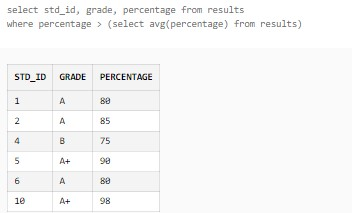 select std_id, grade, percentage from results
where percentage > (select avg(percentage) from results)
STD_ID GRADE PERCENTAGE
1 A 80
2 A 85
4 B 75
5 A+ 90
6 A 80
10 A+ 98